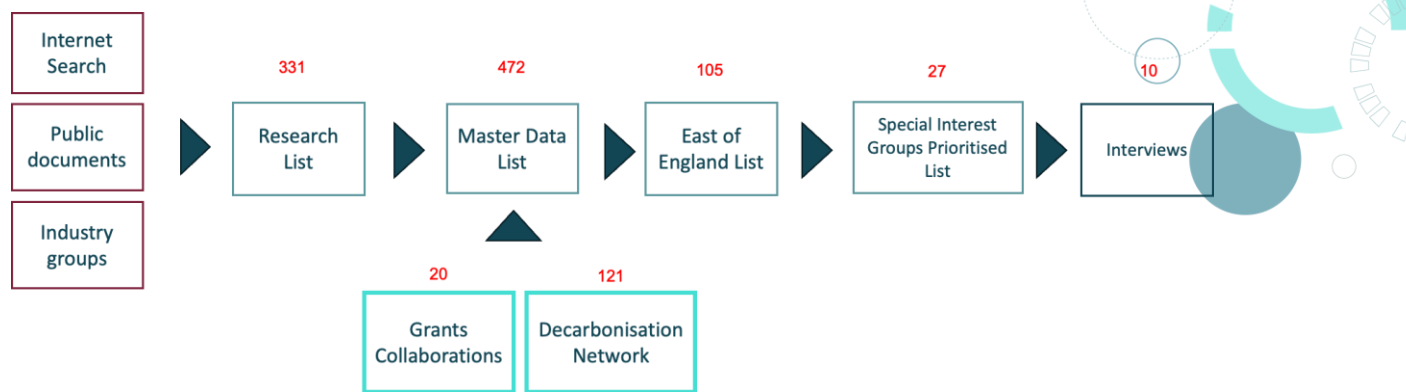 Internet
Search
Public
documents
Industry
groups
331
Research
List
472
Master Data
List
20
Grants
Collaborations
121
Decarbonisation
Network
105
East of
England List
27
Special Interest
Groups Prioritised
List
10
Interviews